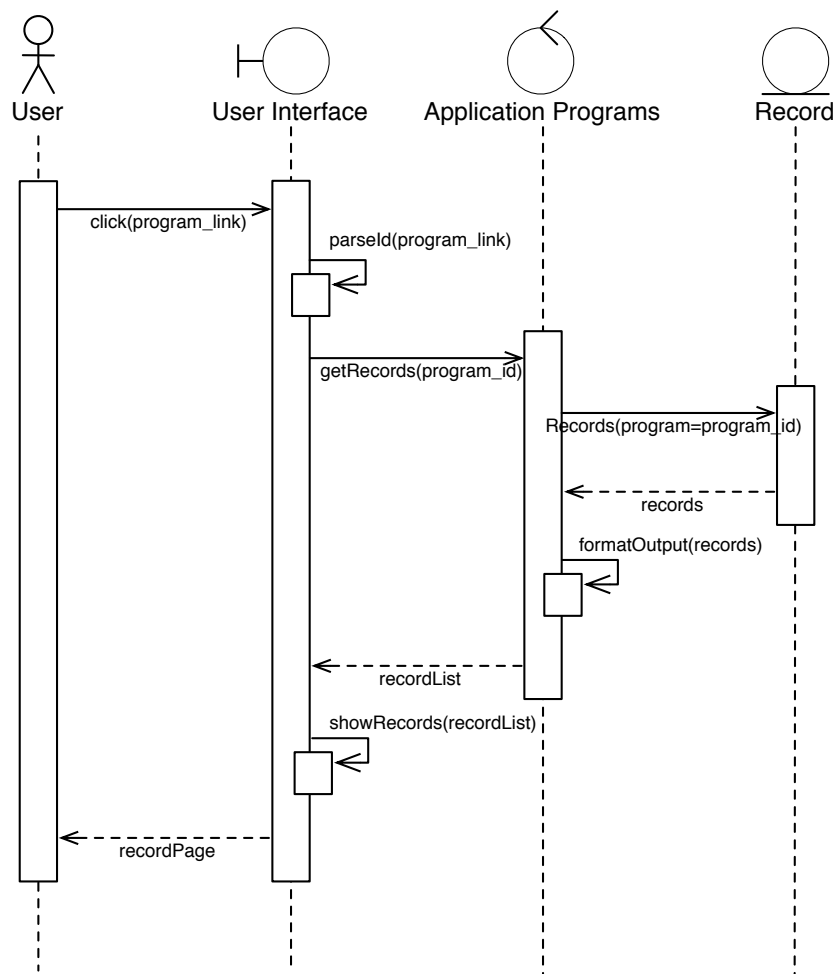 User
User Interface
Application Programs
Record
click(program_link)
parseId(program_link)
getRecords(program_id)
Records(program=program_id)
records
formatOutput(records)
recordList
showRecords(recordList)
recordPage